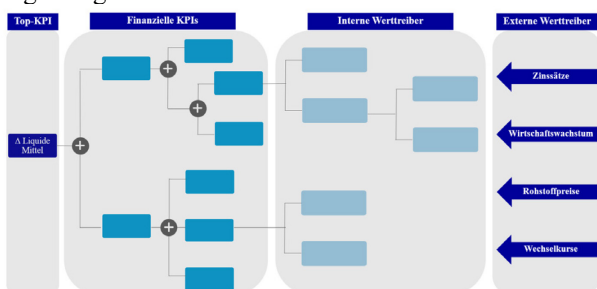 Top-KPI
Finanzielle KPIs
Interne Werttreiber
Externe Werttreiber
Zinssätze
Δ Liquide
Mittel
Wirtschaftswachstum
Rohstoffpreise
Wechselkurse